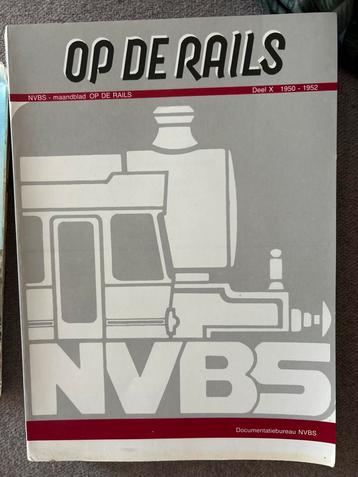 OP DE RAILS
NVBS - maandblad OP DE RAILS Deel X 1950 - 1952
NVBS
Documentatiebureau NVBS